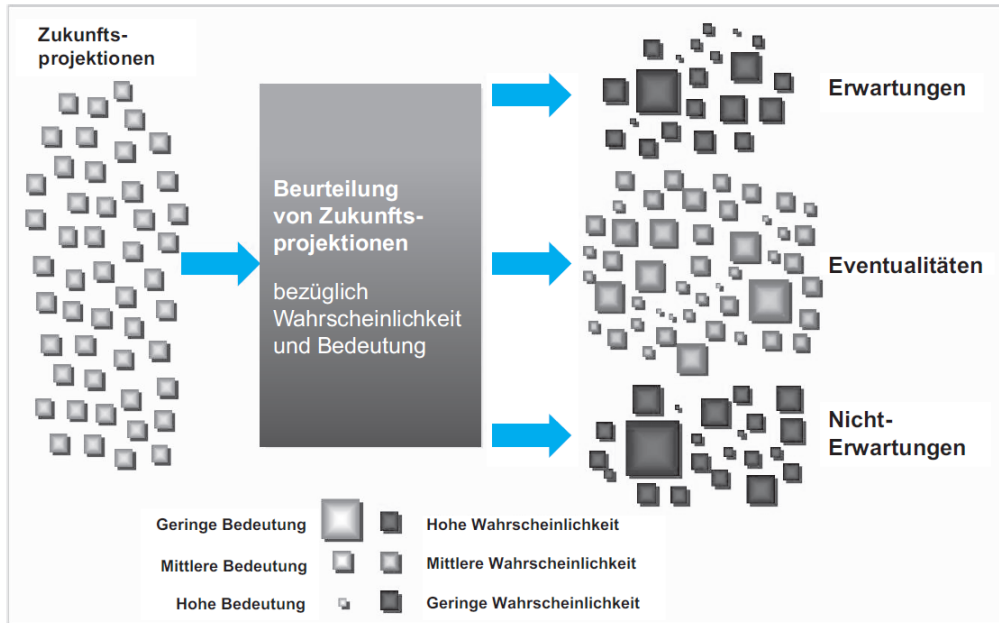 Zukunfts-
projektionen
Beurteilung
von Zukunfts-
projektionen
bezüglich
Wahrscheinlichkeit
und Bedeutung
Erwartungen
Eventualitäten
Nicht-
Erwartungen
Geringe Bedeutung
Hohe Wahrscheinlichkeit
Mittlere Bedeutung
Mittlere Wahrscheinlichkeit
Hohe Bedeutung
Geringe Wahrscheinlichkeit